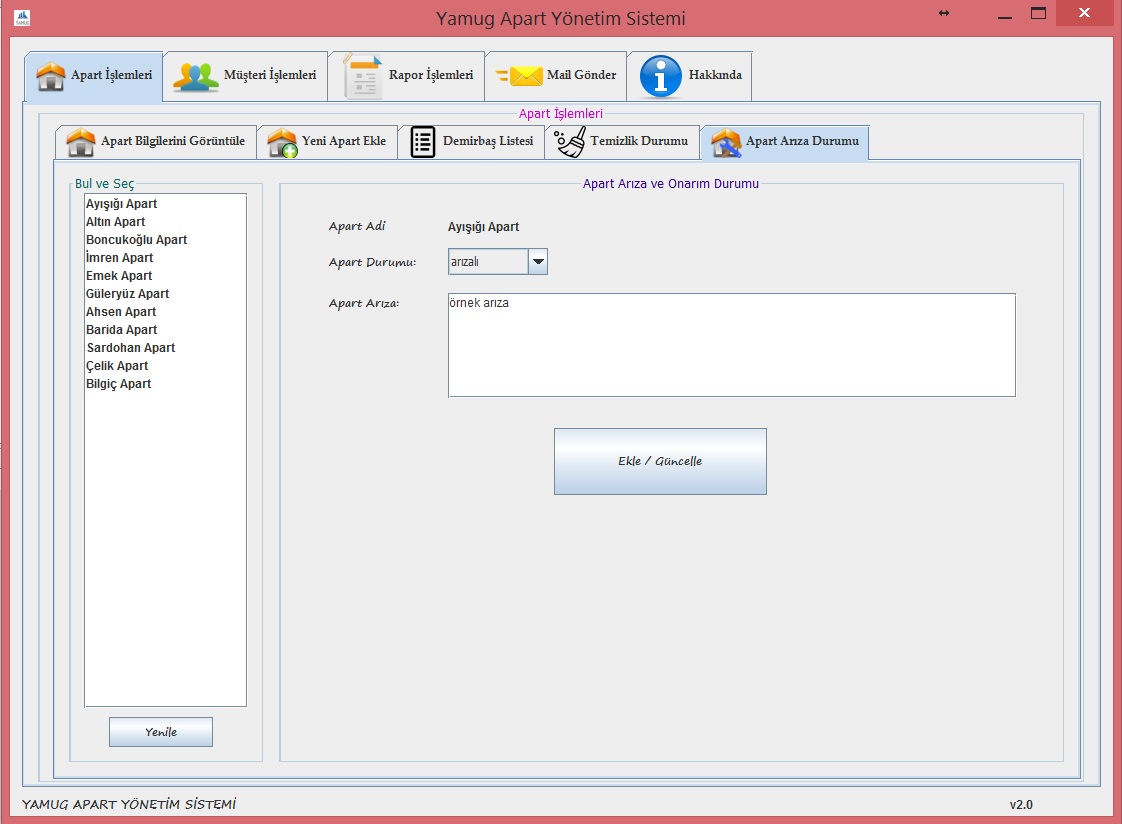 Yamug Apart Yönetim Sistemi
Apart İşlemleri
Müşteri İşlemleri
Rapor İşlemleri
Mail Gönder
Hakkında
Apart İşlemleri
Apart Bilgilerini Görüntüle
Yeni Apart Ekle
Demirbaş Listesi
Temizlik Durumu
Apart Arıza Durumu
Bul ve Seç
Ayışığı Apart
Altın Apart
Boncukoğlu Apart
İmren Apart
Emek Apart
Güleryüz Apart
Ahsen Apart
Barida Apart
Sardohan Apart
Çelik Apart
Bilgiç Apart
Yenile
Apart Arıza ve Onarım Durumu
Apart Adi Ayışığı Apart
Apart Durumu: arızalı
Apart Arıza: örnek arıza
Ekle / Güncelle
YAMUG APART YÖNETİM SİSTEMİ
v2.0